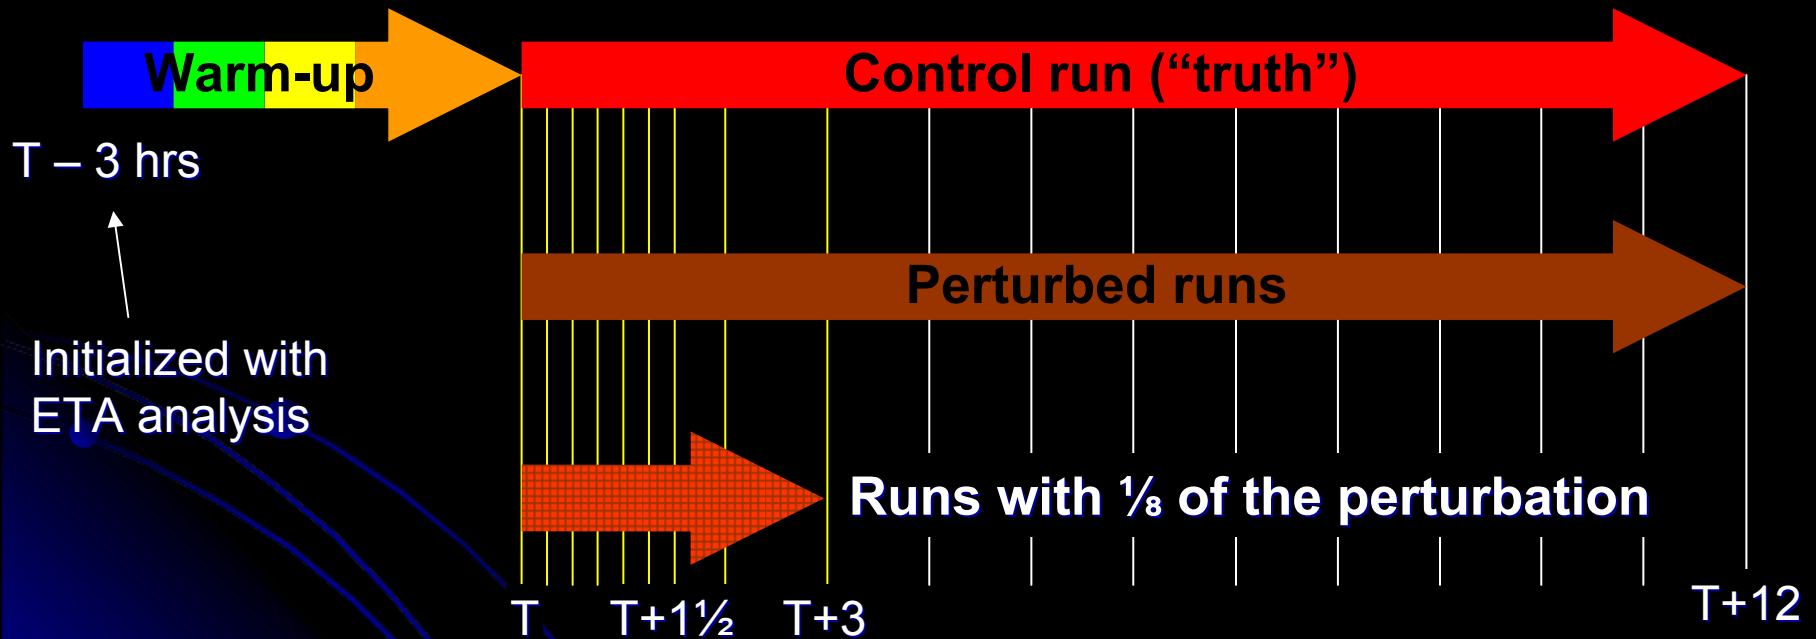 Warm-up
Control run (“truth”)
T – 3 hrs
Perturbed runs
Initialized with
ETA analysis
Runs with ⅛ of the perturbation
T
T+1½
T+3
T+12